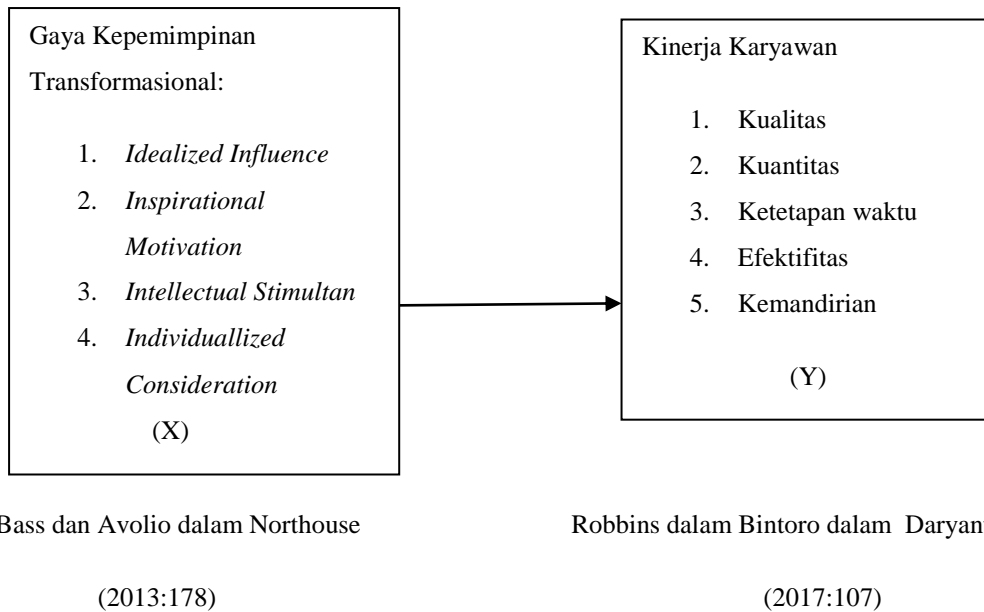 Gaya Kepemimpinan
Transformasional:
1. Idealized Influence
2. Inspirational
Motivation
3. Intellectual Stimultan
4. Individuallized
Consideration
(X)
Kinerja Karyawan
1. Kualitas
2. Kuantitas
3. Ketetapan waktu
4. Efektifitas
5. Kemandirian
(Y)
Bass dan Avolio dalam Northouse
(2013:178)
Robbins dalam Bintoro dalam
(2017:107)